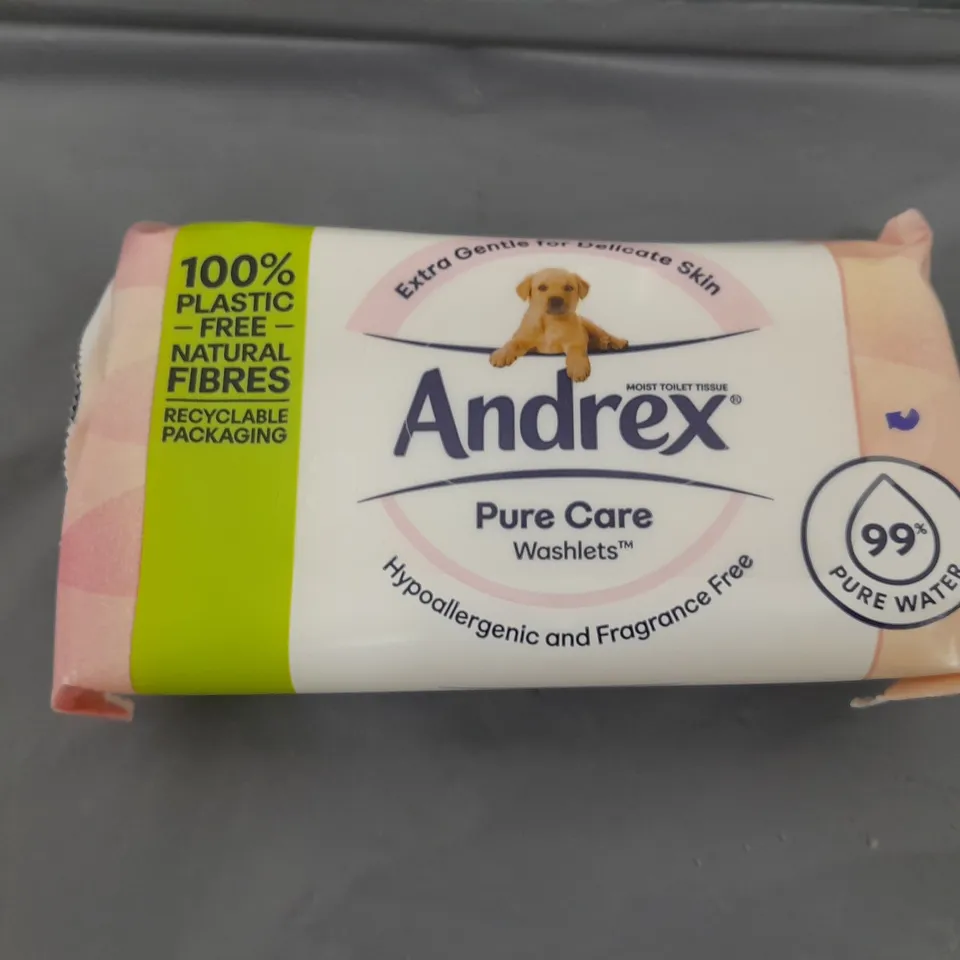 100%
PLASTIC
– FREE –
NATURAL
FIBRES
RECYCLABLE
PACKAGING
Extra Gentle for Delicate Skin
MOIST TOILET TISSUE
Andrex®
Pure Care
Washlets™
Hypoallergenic and Fragrance Free
99%
PURE WATER